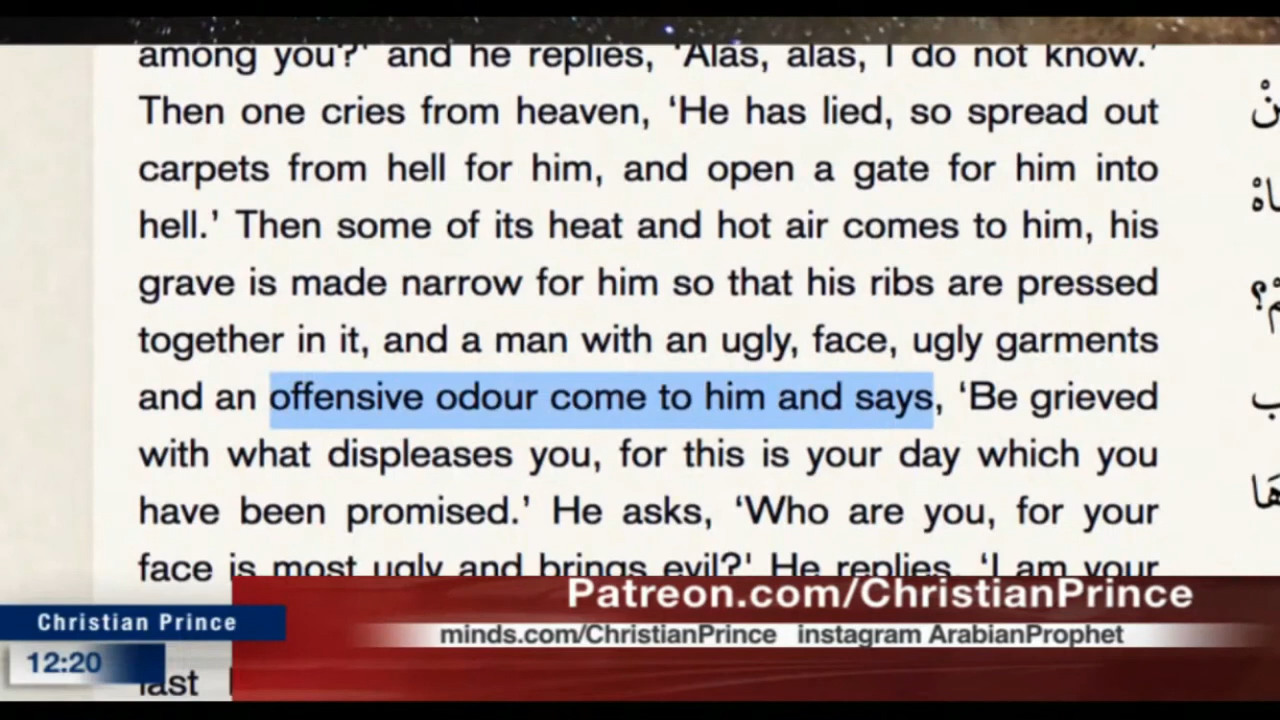 among you?' and he replies, 'Alas, alas, I do not know.'
Then one cries from heaven, 'He has lied, so spread out
carpets from hell for him, and open a gate for him into
hell.' Then some of its heat and hot air comes to him, his
grave is made narrow for him so that his ribs are pressed
together in it, and a man with an ugly, face, ugly garments
and an offensive odour come to him and says, 'Be grieved
with what displeases you, for this is your day which you
have been promised.' He asks, 'Who are you, for your
face is most ugly and brings evil?' He replies, 'I am your
last
Patreon.com/ChristianPrince
Christian Prince
minds.com/ChristianPrince instagram ArabianProphet
12:20